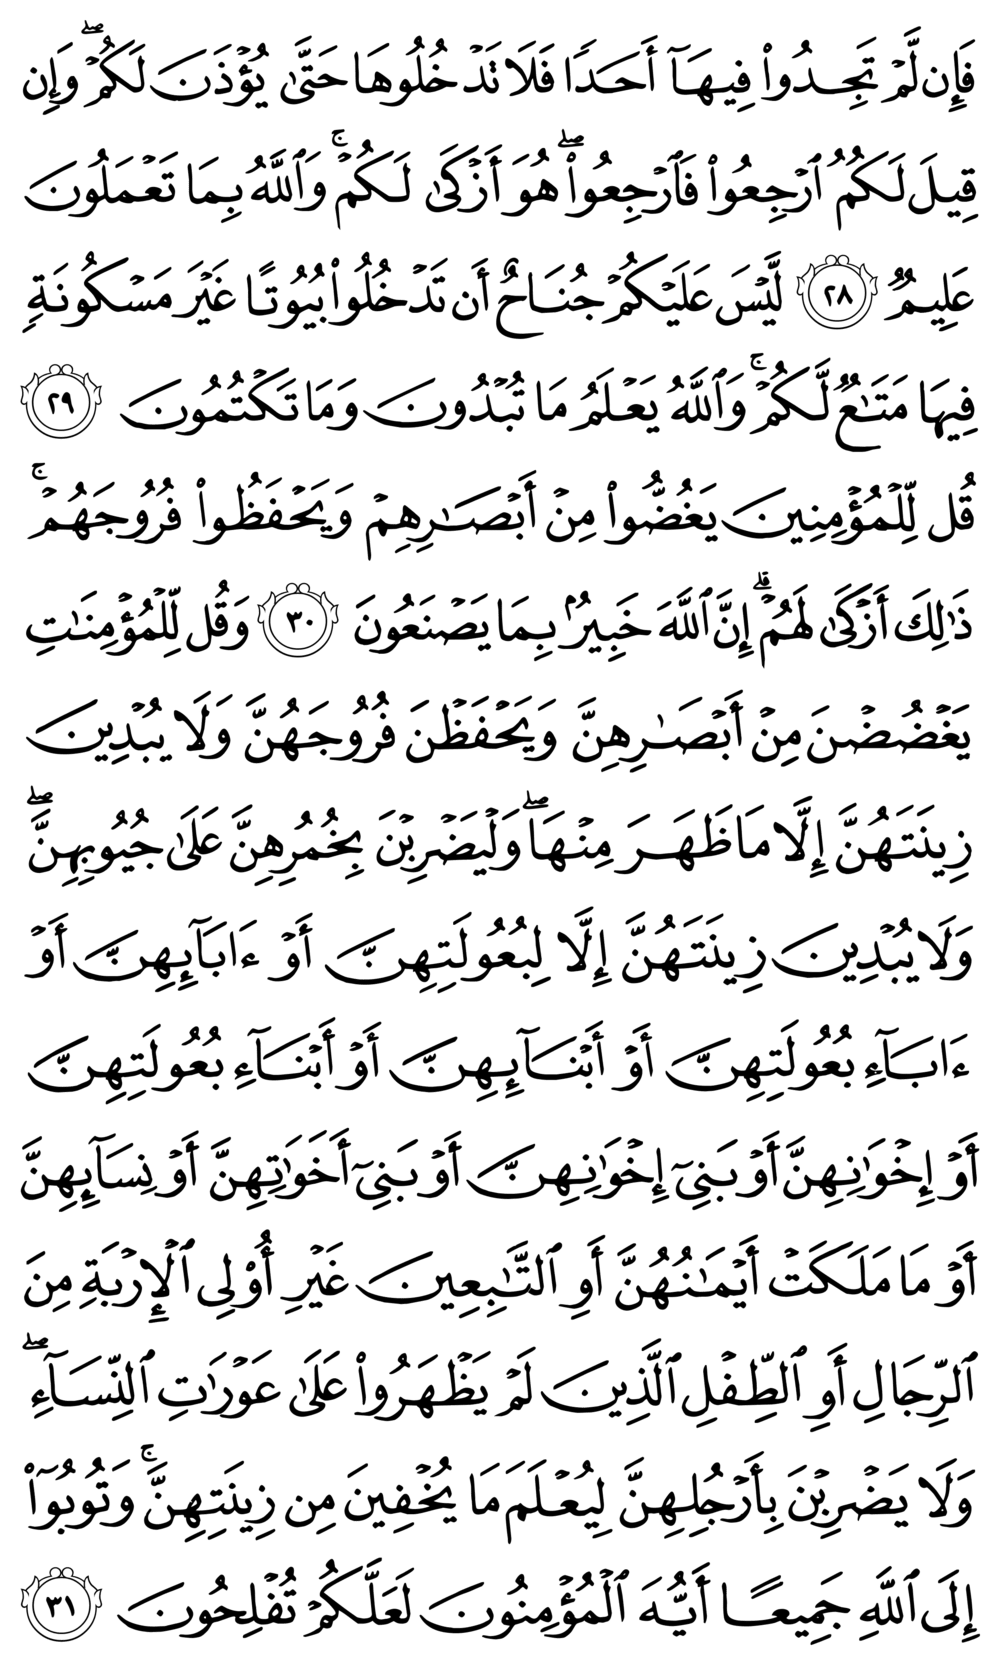 فَإِن لَّمۡ تَجِدُواْ فِيهَآ أَحَدٗا فَلَا تَدۡخُلُوهَا حَتَّىٰ يُؤۡذَنَ لَكُمۡۖ وَإِن
قِيلَ لَكُمُ ٱرۡجِعُواْ فَٱرۡجِعُواْۖ هُوَ أَزۡكَىٰ لَكُمۡۚ وَٱللَّهُ بِمَا تَعۡمَلُونَ
عَلِيمٞ ٢٨ لَّيۡسَ عَلَيۡكُمۡ جُنَاحٌ أَن تَدۡخُلُواْ بُيُوتًا غَيۡرَ مَسۡكُونَةٖ
فِيهَا مَتَٰعٞ لَّكُمۡۚ وَٱللَّهُ يَعۡلَمُ مَا تُبۡدُونَ وَمَا تَكۡتُمُونَ ٢٩
قُل لِّلۡمُؤۡمِنِينَ يَغُضُّواْ مِنۡ أَبۡصَٰرِهِمۡ وَيَحۡفَظُواْ فُرُوجَهُمۡۚ
ذَٰلِكَ أَزۡكَىٰ لَهُمۡۗ إِنَّ ٱللَّهَ خَبِيرُۢ بِمَا يَصۡنَعُونَ ٣٠ وَقُل لِّلۡمُؤۡمِنَٰتِ
يَغۡضُضۡنَ مِنۡ أَبۡصَٰرِهِنَّ وَيَحۡفَظۡنَ فُرُوجَهُنَّ وَلَا يُبۡدِينَ
زِينَتَهُنَّ إِلَّا مَا ظَهَرَ مِنۡهَاۖ وَلۡيَضۡرِبۡنَ بِخُمُرِهِنَّ عَلَىٰ جُيُوبِهِنَّۖ
وَلَا يُبۡدِينَ زِينَتَهُنَّ إِلَّا لِبُعُولَتِهِنَّ أَوۡ ءَابَآئِهِنَّ أَوۡ
ءَابَآءِ بُعُولَتِهِنَّ أَوۡ أَبۡنَآئِهِنَّ أَوۡ أَبۡنَآءِ بُعُولَتِهِنَّ
أَوۡ إِخۡوَٰنِهِنَّ أَوۡ بَنِيٓ إِخۡوَٰنِهِنَّ أَوۡ بَنِيٓ أَخَوَٰتِهِنَّ أَوۡ نِسَآئِهِنَّ
أَوۡ مَا مَلَكَتۡ أَيۡمَٰنُهُنَّ أَوِ ٱلتَّٰبِعِينَ غَيۡرِ أُوْلِي ٱلۡإِرۡبَةِ مِنَ
ٱلرِّجَالِ أَوِ ٱلطِّفۡلِ ٱلَّذِينَ لَمۡ يَظۡهَرُواْ عَلَىٰ عَوۡرَٰتِ ٱلنِّسَآءِۖ
وَلَا يَضۡرِبۡنَ بِأَرۡجُلِهِنَّ لِيُعۡلَمَ مَا يُخۡفِينَ مِن زِينَتِهِنَّۚ وَتُوبُوٓاْ
إِلَى ٱللَّهِ جَمِيعًا أَيُّهَ ٱلۡمُؤۡمِنُونَ لَعَلَّكُمۡ تُفۡلِحُونَ ٣١